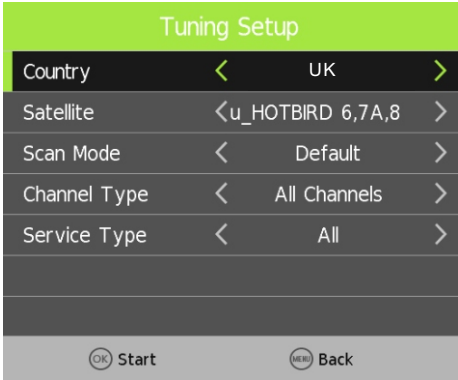 Tuning Setup
Country < UK >
Satellite <u_HOTBIRD 6,7A,8 >
Scan Mode < Default >
Channel Type < All Channels >
Service Type < All >
OK Start MENU Back